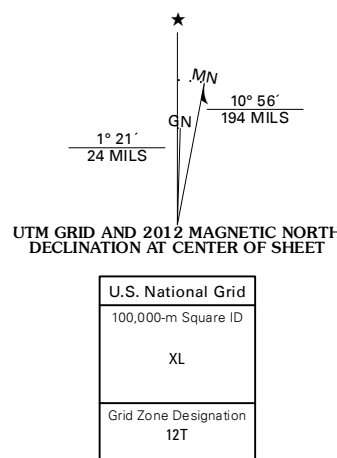 ★
MN
GN
10° 56´
194 MILS
1° 21´
24 MILS
UTM GRID AND 2012 MAGNETIC NORTH
DECLINATION AT CENTER OF SHEET
U.S. National Grid
100,000-m Square ID
XL
Grid Zone Designation
12T